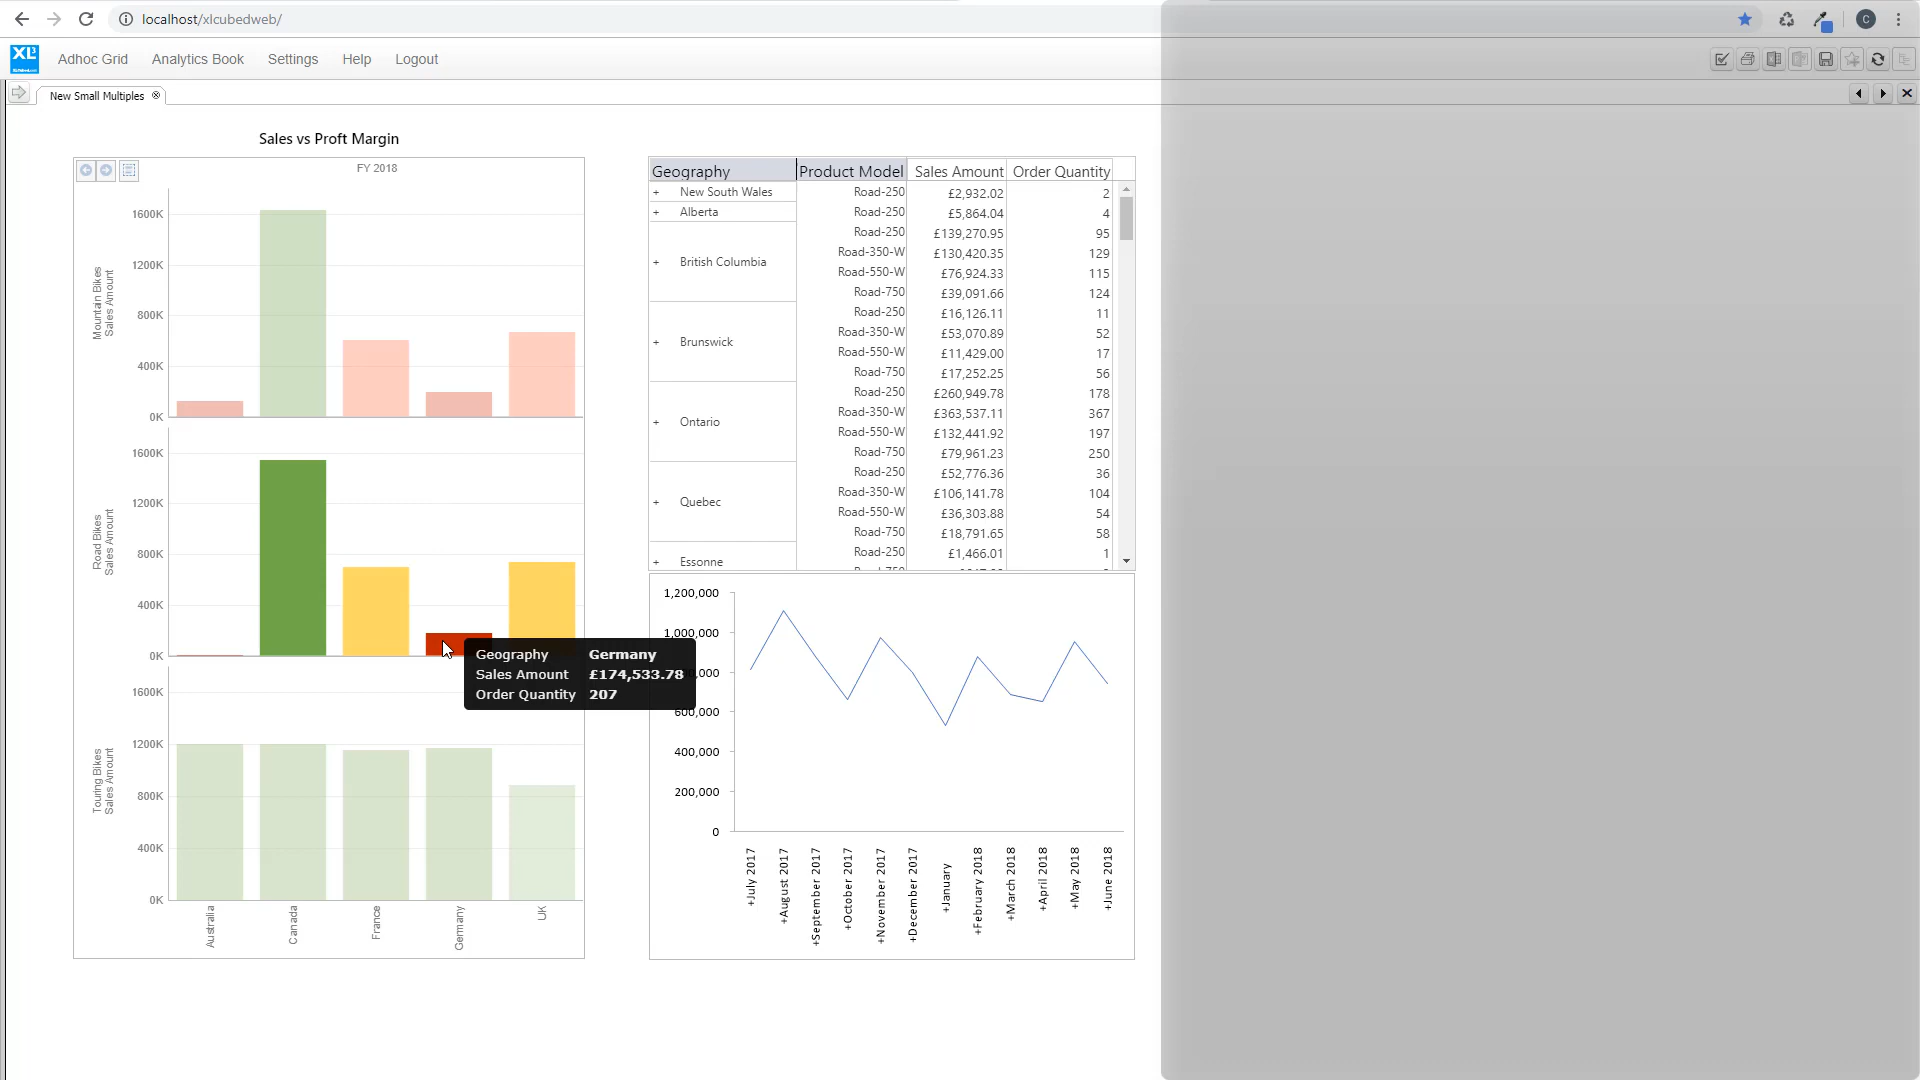 localhost/xlcubedweb/
C
XL3
Adhoc Grid
Analytics Book
Settings
Help
Logout
New Small Multiples
Sales vs Proft Margin
FY 2018
Mountain Bikes
Sales Amount
1600K
1200K
800K
400K
0K
Road Bikes
Sales Amount
1600K
1200K
800K
400K
0K
Touring Bikes
Sales Amount
1600K
1200K
800K
400K
0K
Australia
Canada
France
Germany
UK
Geography Germany
Sales Amount £174,533.78
Order Quantity 207
Geography Product Model Sales Amount Order Quantity
+ New South Wales Road-250 £2,932.02 2
+ Alberta Road-250 £5,864.04 4
Road-250 £139,270.95 95
+ British Columbia Road-350-W £130,420.35 129
Road-550-W £76,924.33 115
Road-750 £39,091.66 124
Road-250 £16,126.11 11
+ Brunswick Road-350-W £53,070.89 52
Road-550-W £11,429.00 17
Road-750 £17,252.25 56
Road-250 £260,949.78 178
+ Ontario Road-350-W £363,537.11 367
Road-550-W £132,441.92 197
Road-750 £79,961.23 250
Road-250 £52,776.36 36
+ Quebec Road-350-W £106,141.78 104
Road-550-W £36,303.88 54
Road-750 £18,791.65 58
+ Essonne Road-250 £1,466.01 1
1,200,000
1,000,000
600,000
400,000
200,000
0
+July 2017
+August 2017
+September 2017
+October 2017
+November 2017
+December 2017
+January
+February 2018
+March 2018
+April 2018
+May 2018
+June 2018